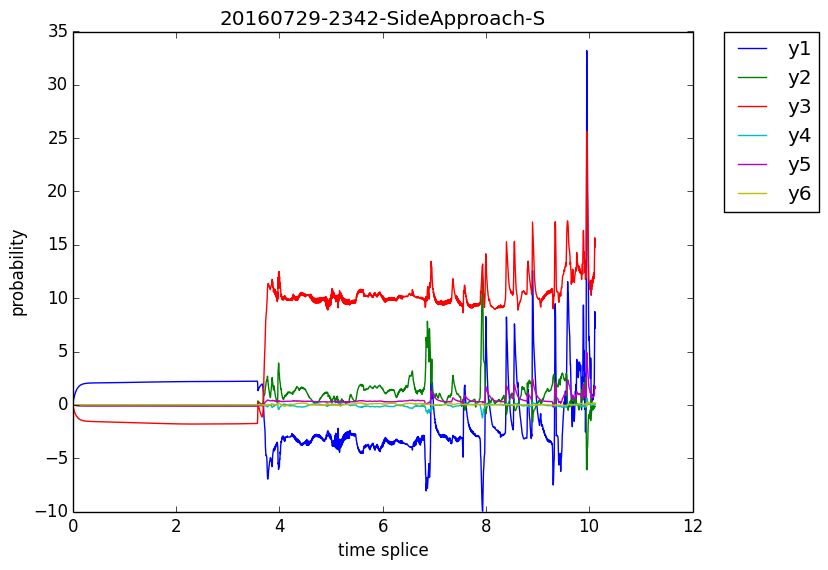 20160729-2342-SideApproach-S
35
30
25
20
15
10
5
0
−5
−10
probability
0 2 4 6 8 10 12
time splice
y1
y2
y3
y4
y5
y6